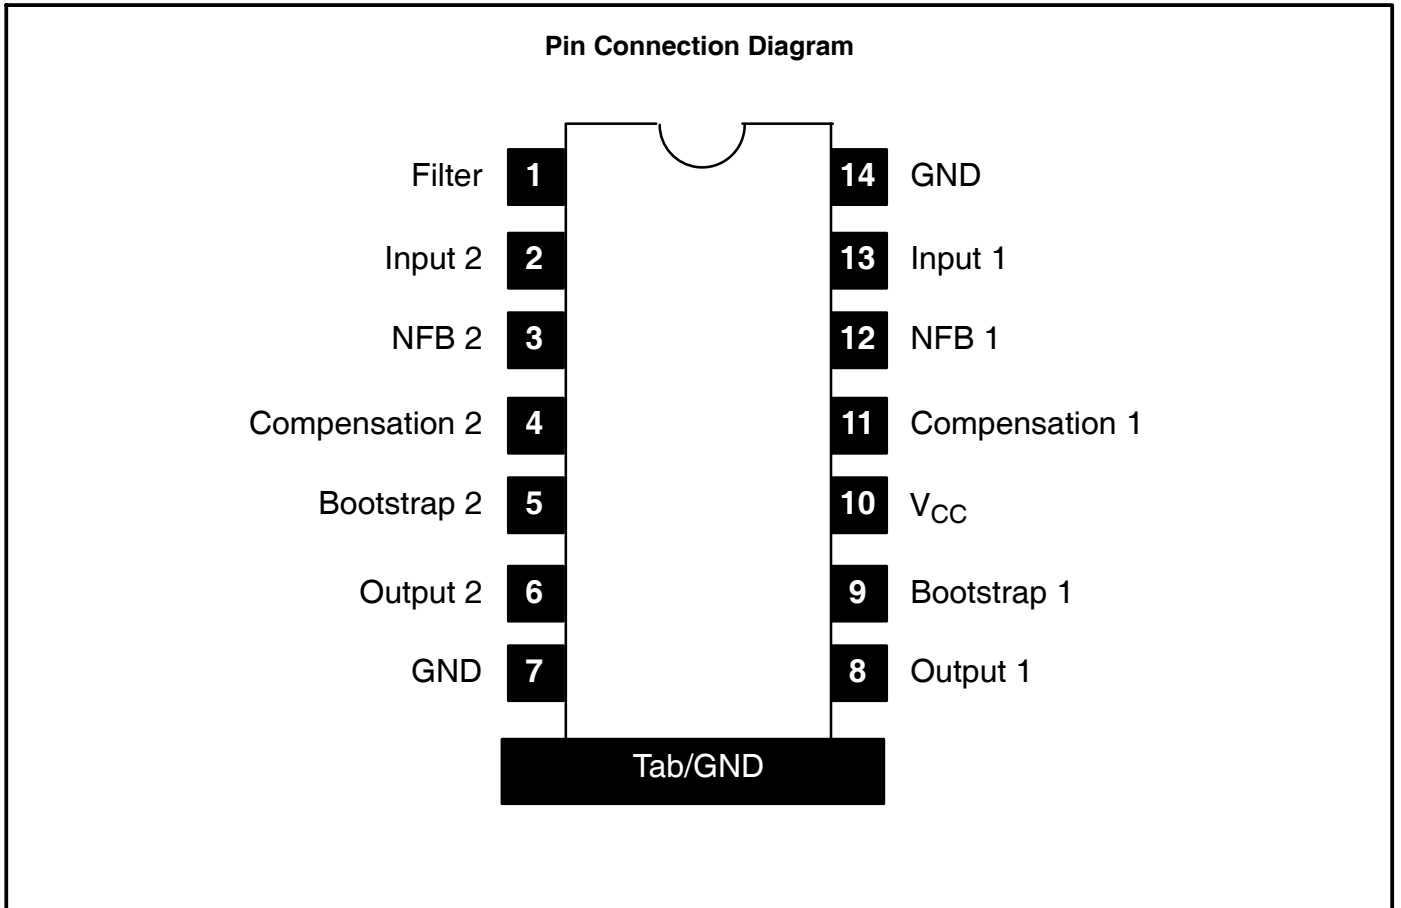 Pin Connection Diagram
Filter 1 14 GND
Input 2 2 13 Input 1
NFB 2 3 12 NFB 1
Compensation 2 4 11 Compensation 1
Bootstrap 2 5 10 VCC
Output 2 6 9 Bootstrap 1
GND 7 8 Output 1
Tab/GND